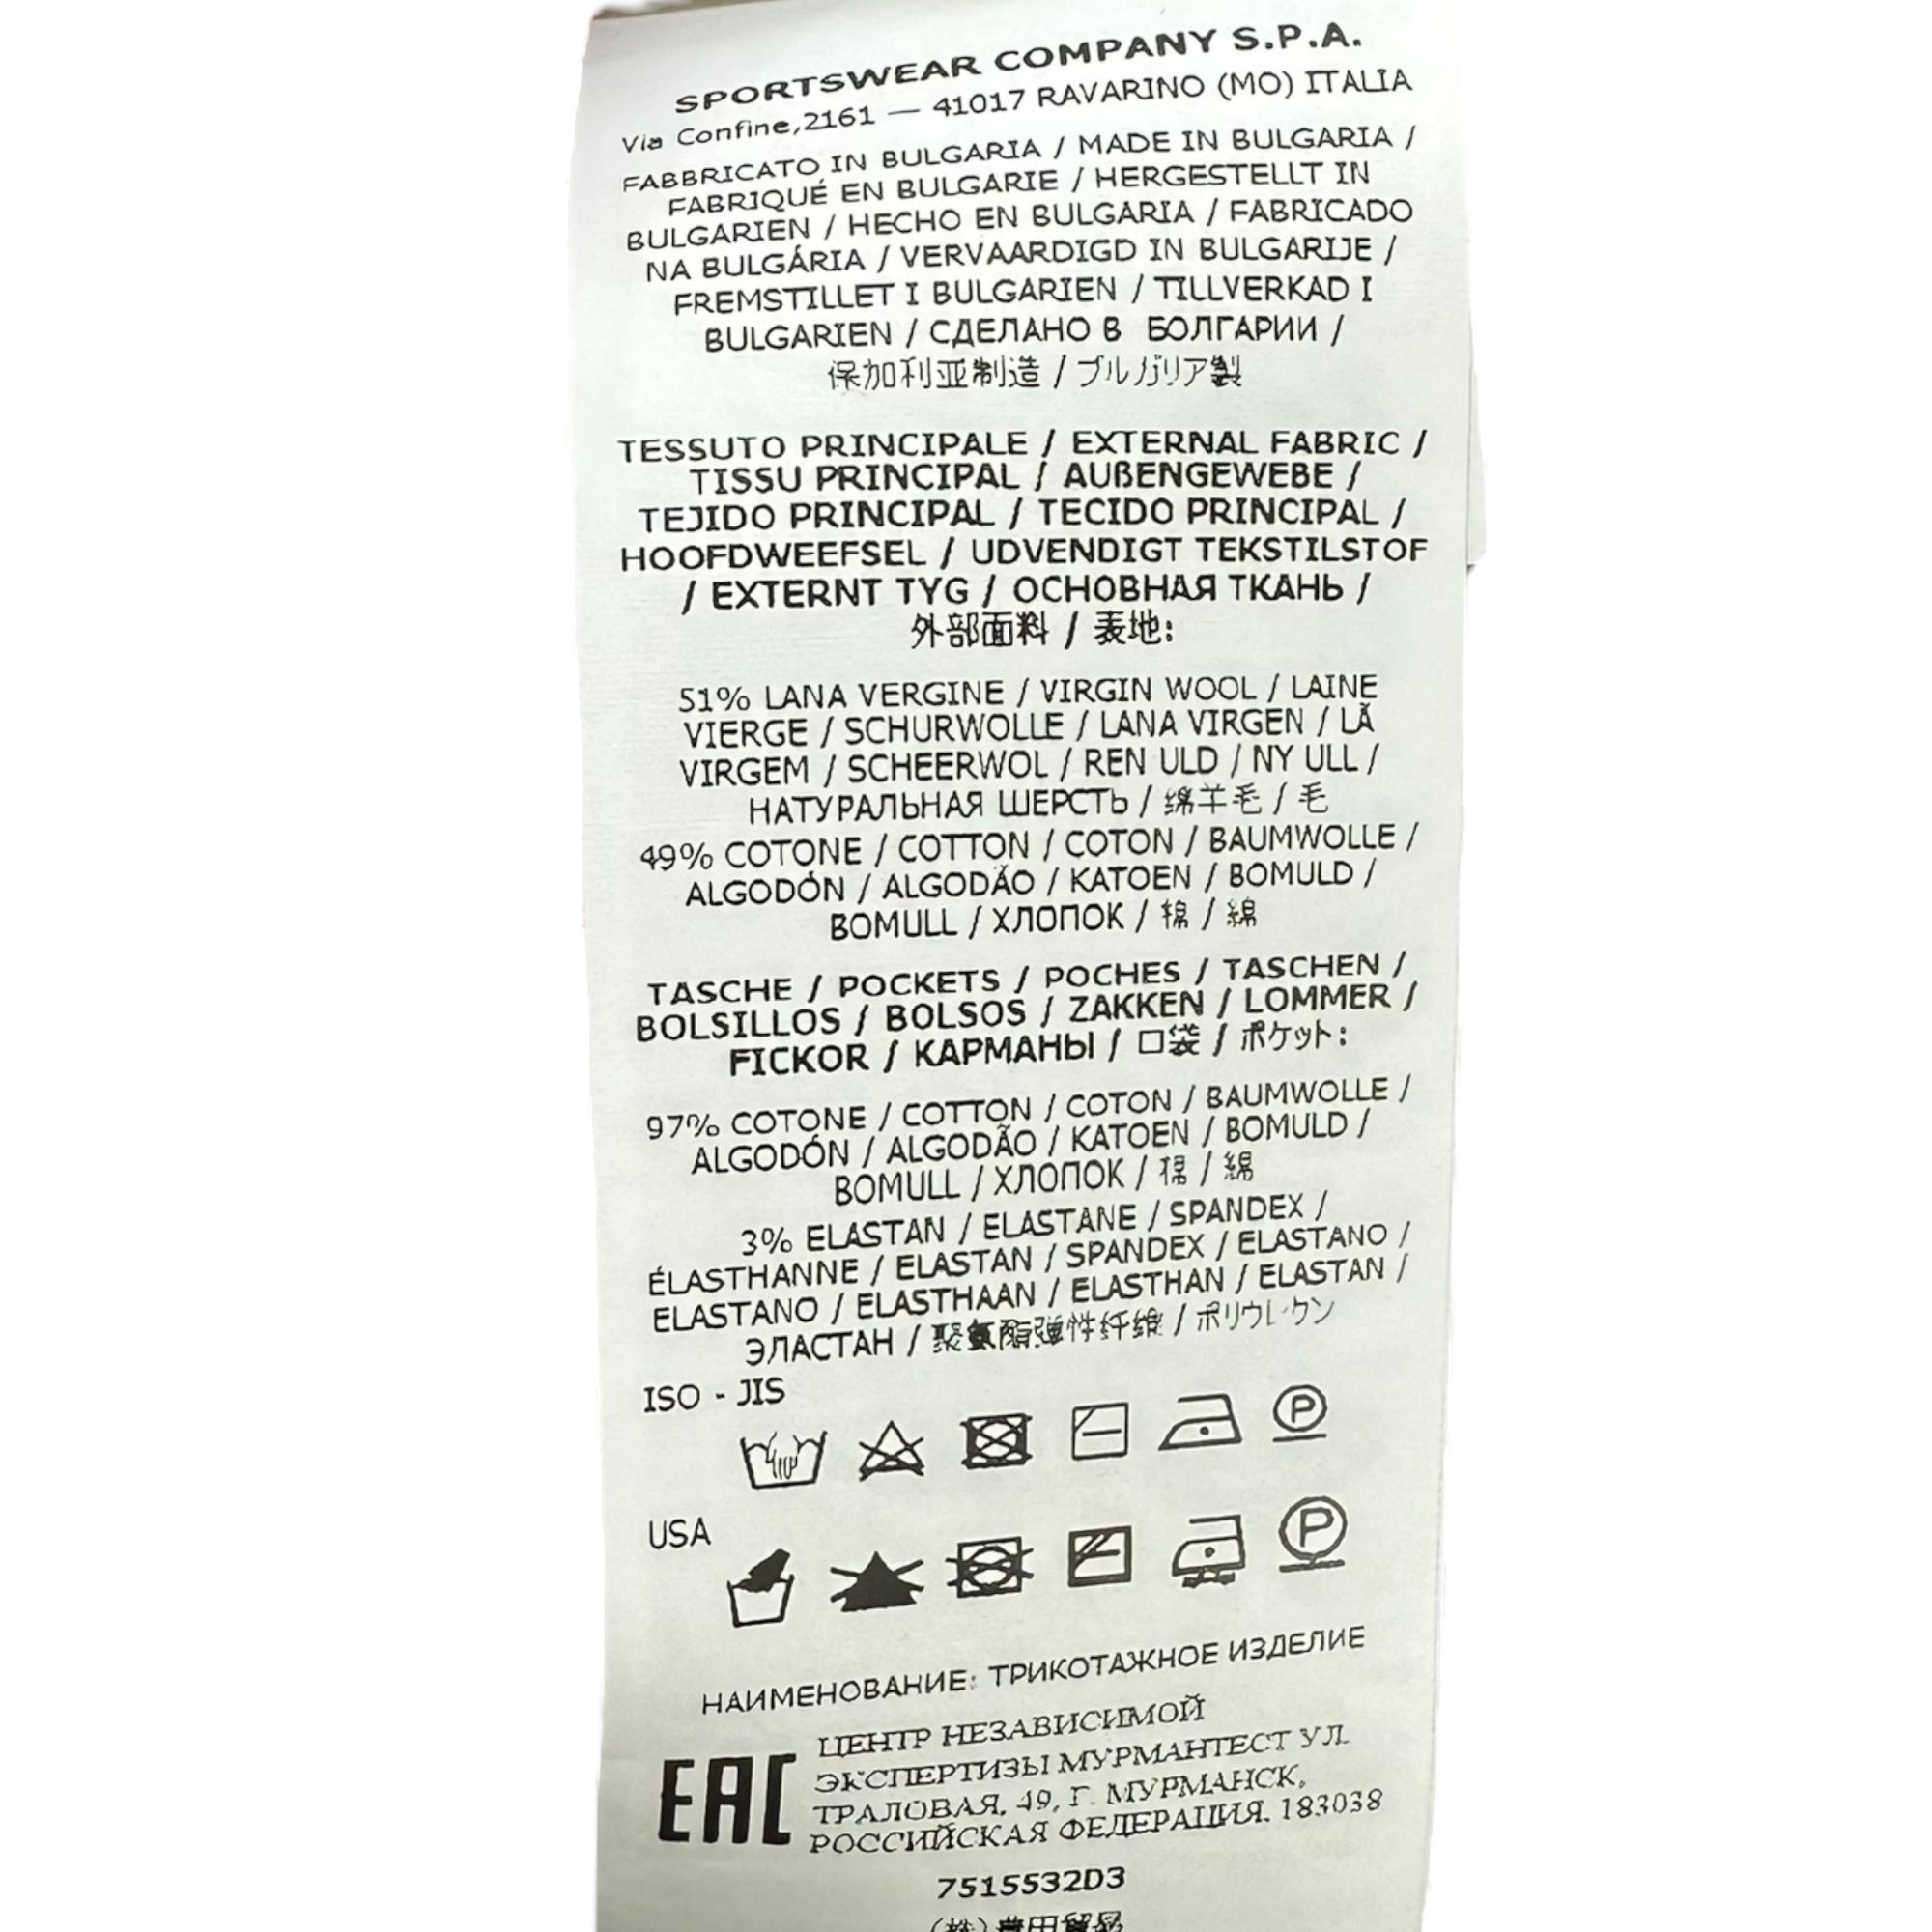 SPORTSWEAR COMPANY S.P.A.
Via Confine,2161 — 41017 RAVARINO (MO) ITALIA
FABBRICATO IN BULGARIA / MADE IN BULGARIA /
FABRIQUÉ EN BULGARIE / HERGESTELLT IN
BULGARIEN / HECHO EN BULGARIA / FABRICADO
NA BULGÁRIA / VERVAARDIGD IN BULGARIJE /
FREMSTILLET I BULGARIEN / TILLVERKAD I
BULGARIEN / СДЕЛАНО В БОЛГАРИИ /
保加利亚制造 / ブルガリア製
TESSUTO PRINCIPALE / EXTERNAL FABRIC /
TISSU PRINCIPAL / AUßENGEWEBE /
TEJIDO PRINCIPAL / TECIDO PRINCIPAL /
HOOFDWEEFSEL / UDVENDIGT TEKSTILSTOF
/ EXTERNT TYG / ОСНОВНАЯ ТКАНЬ /
外部面料 / 表地:
51% LANA VERGINE / VIRGIN WOOL / LAINE
VIERGE / SCHURWOLLE / LANA VIRGEN / LÃ
VIRGEM / SCHEERWOL / REN ULD / NY ULL /
НАТУРАЛЬНАЯ ШЕРСТЬ / 绵羊毛 / 毛
49% COTONE / COTTON / COTON / BAUMWOLLE /
ALGODÓN / ALGODÃO / KATOEN / BOMULD /
BOMULL / ХЛОПОК / 棉 / 綿
TASCHE / POCKETS / POCHES / TASCHEN /
BOLSILLOS / BOLSOS / ZAKKEN / LOMMER /
FICKOR / КАРМАНЫ / 口袋 / ポケット:
97% COTONE / COTTON / COTON / BAUMWOLLE /
ALGODÓN / ALGODÃO / KATOEN / BOMULD /
BOMULL / ХЛОПОК / 棉 / 綿
3% ELASTAN / ELASTANE / SPANDEX /
ÉLASTHANNE / ELASTAN / SPANDEX / ELASTANO /
ELASTANO / ELASTHAAN / ELASTHAN / ELASTAN /
ЭЛАСТАН / 聚氨酯弹性纤维 / ポリウレタン
ISO - JIS
P
USA
P
НАИМЕНОВАНИЕ: ТРИКОТАЖНОЕ ИЗДЕЛИЕ
EAC
ЦЕНТР НЕЗАВИСИМОЙ
ЭКСПЕРТИЗЫ МУРМАНТЕСТ УЛ.
ТРАЛОВАЯ, 49, Г. МУРМАНСК,
РОССИЙСКАЯ ФЕДЕРАЦИЯ. 183038
7515532D3
(株) 豊田貿易